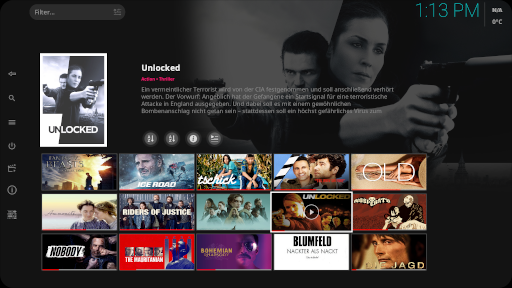 Filter...
1:13 PM
N/A
0°C
Unlocked
Action • Thriller
Ein vermeintlicher Terrorist wird von der CIA festgenommen und soll anschließend verhört
werden. Der Vorwurf: Angeblich hat der Gefangene ein Startsignal für eine terroristische
Attacke in England ausgegeben. Und dabei soll es mit einem gewöhnlichen
Bombenanschlag nicht getan sein – stattdessen soll ein höchst gefährliches Virus zum
UNLOCKED
ICE ROAD
tschick
OLD
RIDERS OF JUSTICE
UNLOCKED
NOBODY
THE MAURITANIAN
BOHEMIAN
BLUMFELD
NACKTER ALS NACKT
JAGD